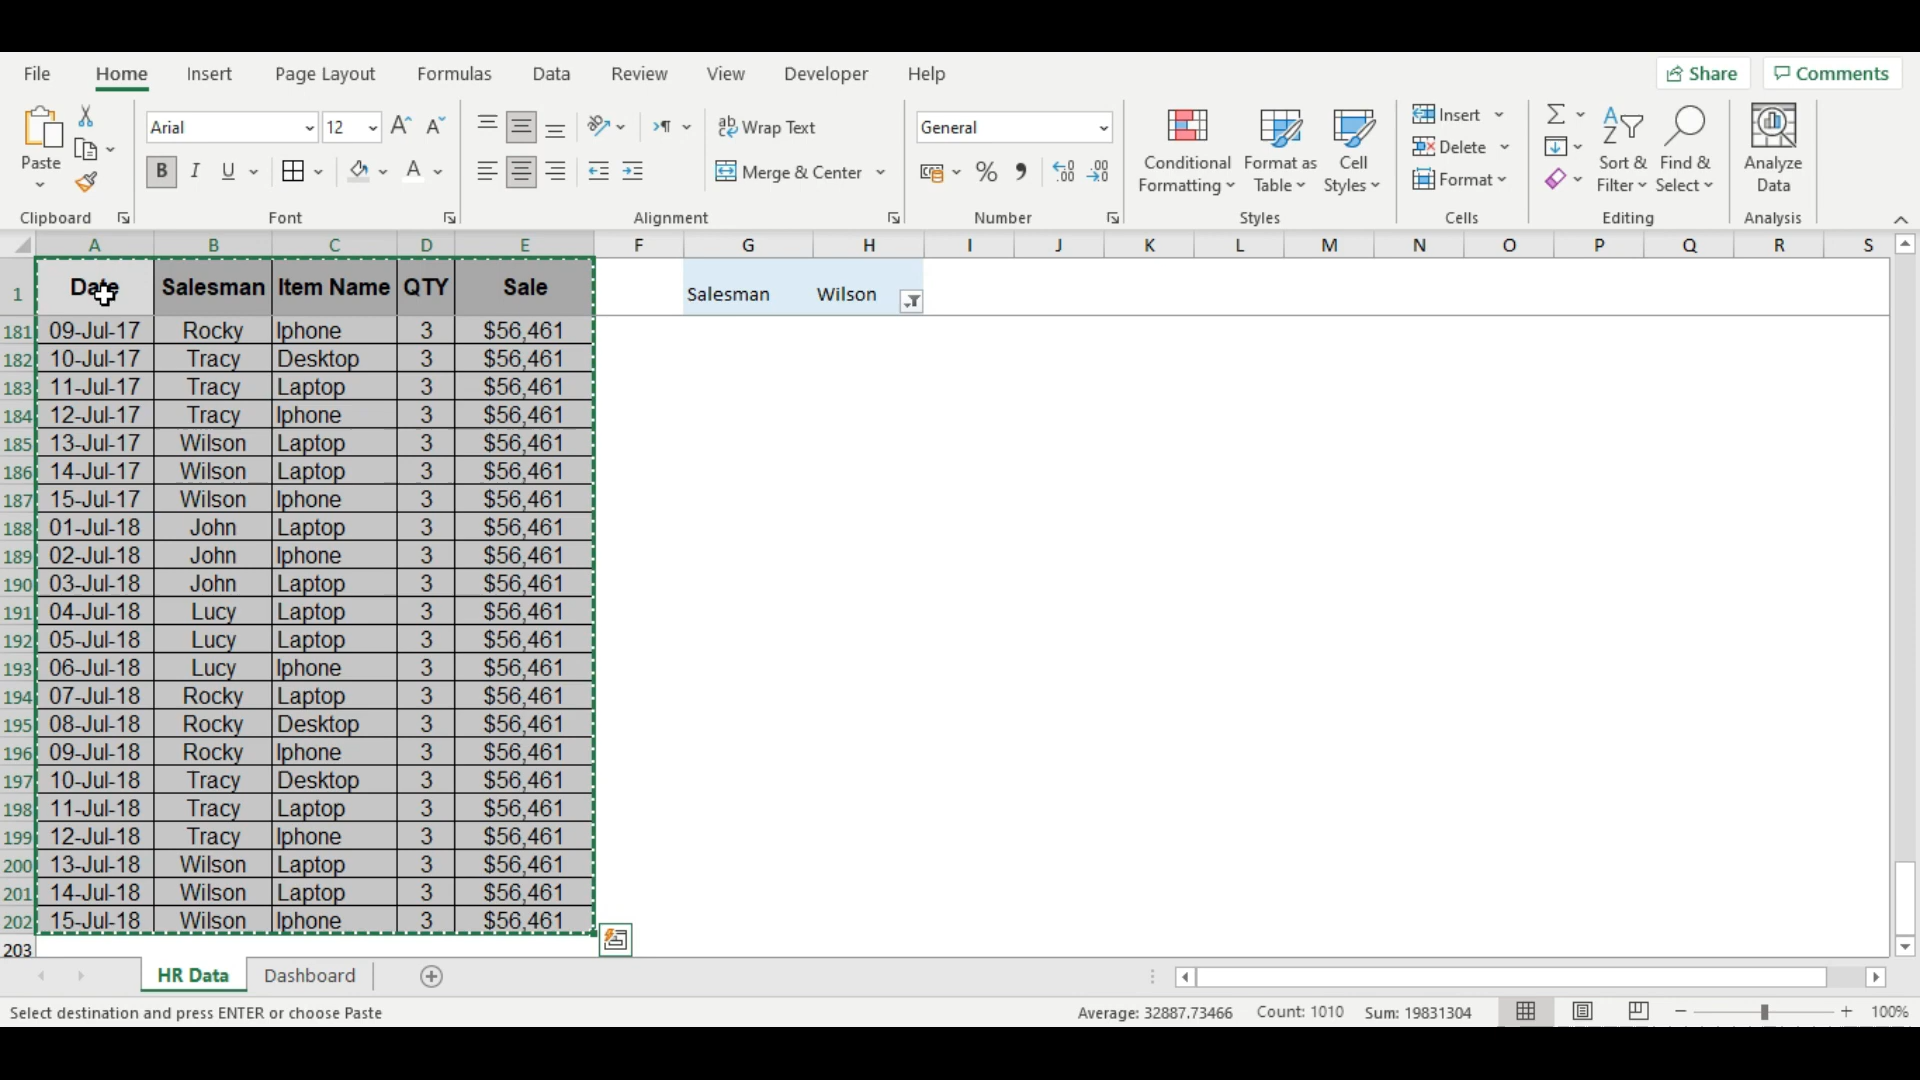 File Home Insert Page Layout Formulas Data Review View Developer Help Share Comments
Paste Arial 12 A A Wrap Text General Conditional Formatting Format as Table Cell Styles Insert Delete Format Sort & Filter Find & Select Analyze Data
B I U A Merge & Center % 9
Clipboard Font Alignment Number Styles Cells Editing Analysis
A B C D E F G H I J K L M N O P Q R S
1 Date Salesman Item Name QTY Sale Salesman Wilson
181 09-Jul-17 Rocky Iphone 3 $56,461
182 10-Jul-17 Tracy Desktop 3 $56,461
183 11-Jul-17 Tracy Laptop 3 $56,461
184 12-Jul-17 Tracy Iphone 3 $56,461
185 13-Jul-17 Wilson Laptop 3 $56,461
186 14-Jul-17 Wilson Laptop 3 $56,461
187 15-Jul-17 Wilson Iphone 3 $56,461
188 01-Jul-18 John Laptop 3 $56,461
189 02-Jul-18 John Iphone 3 $56,461
190 03-Jul-18 John Laptop 3 $56,461
191 04-Jul-18 Lucy Laptop 3 $56,461
192 05-Jul-18 Lucy Laptop 3 $56,461
193 06-Jul-18 Lucy Iphone 3 $56,461
194 07-Jul-18 Rocky Laptop 3 $56,461
195 08-Jul-18 Rocky Desktop 3 $56,461
196 09-Jul-18 Rocky Iphone 3 $56,461
197 10-Jul-18 Tracy Desktop 3 $56,461
198 11-Jul-18 Tracy Laptop 3 $56,461
199 12-Jul-18 Tracy Iphone 3 $56,461
200 13-Jul-18 Wilson Laptop 3 $56,461
201 14-Jul-18 Wilson Laptop 3 $56,461
202 15-Jul-18 Wilson Iphone 3 $56,461
203
HR Data Dashboard
Select destination and press ENTER or choose Paste Average: 32887.73466 Count: 1010 Sum: 19831304 100%